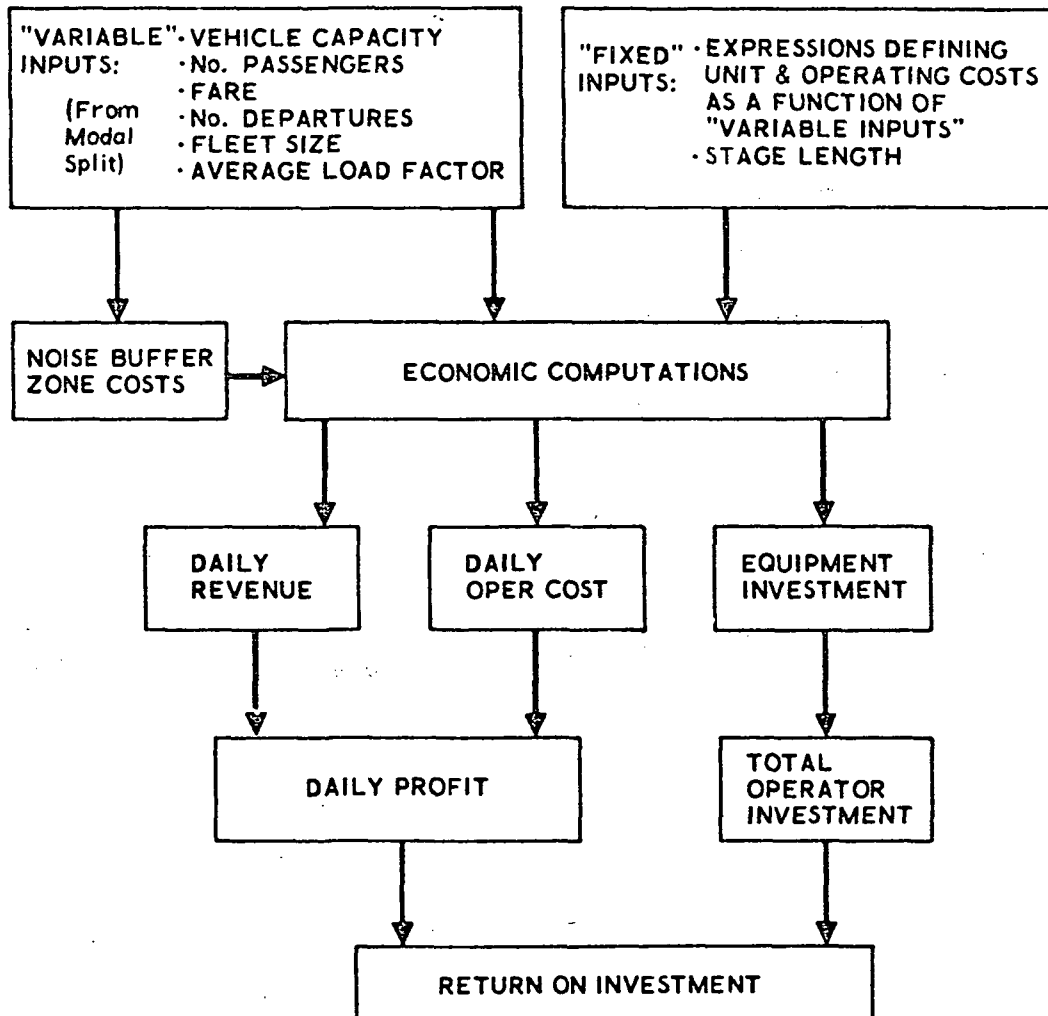 "VARIABLE" · VEHICLE CAPACITY
INPUTS: · No. PASSENGERS
· FARE
(From · No. DEPARTURES
Modal · FLEET SIZE
Split) · AVERAGE LOAD FACTOR
"FIXED" · EXPRESSIONS DEFINING
INPUTS: UNIT & OPERATING COSTS
AS A FUNCTION OF
"VARIABLE INPUTS"
· STAGE LENGTH
NOISE BUFFER
ZONE COSTS
ECONOMIC COMPUTATIONS
DAILY
REVENUE
DAILY
OPER COST
EQUIPMENT
INVESTMENT
DAILY PROFIT
TOTAL
OPERATOR
INVESTMENT
RETURN ON INVESTMENT